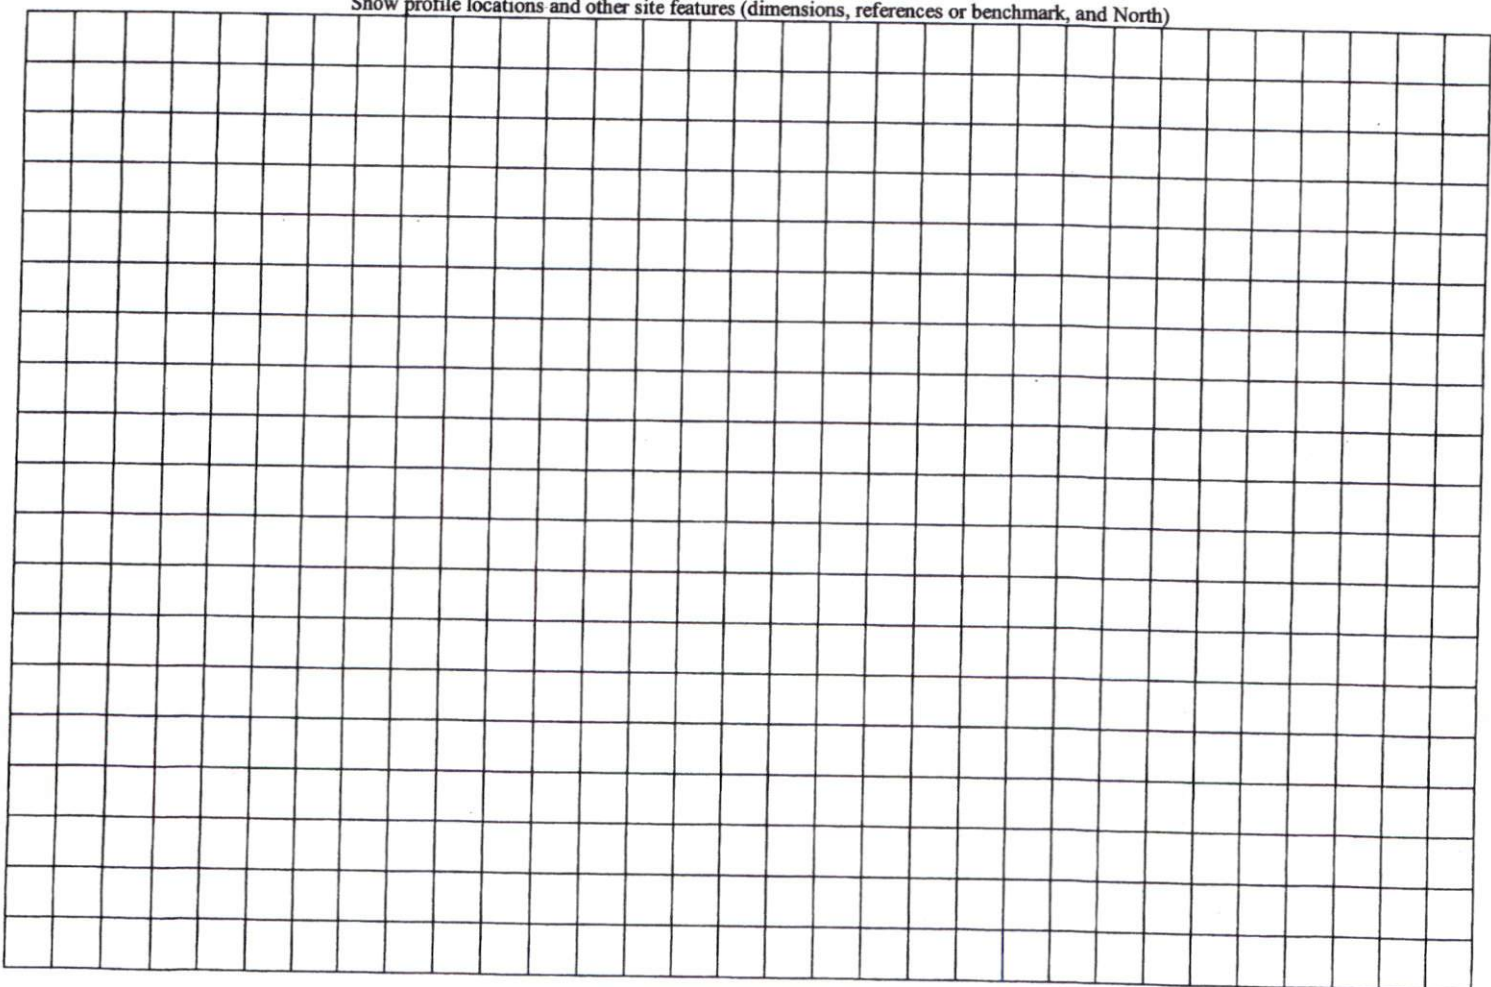 Show profile locations and other site features (dimensions, references or benchmark, and North)